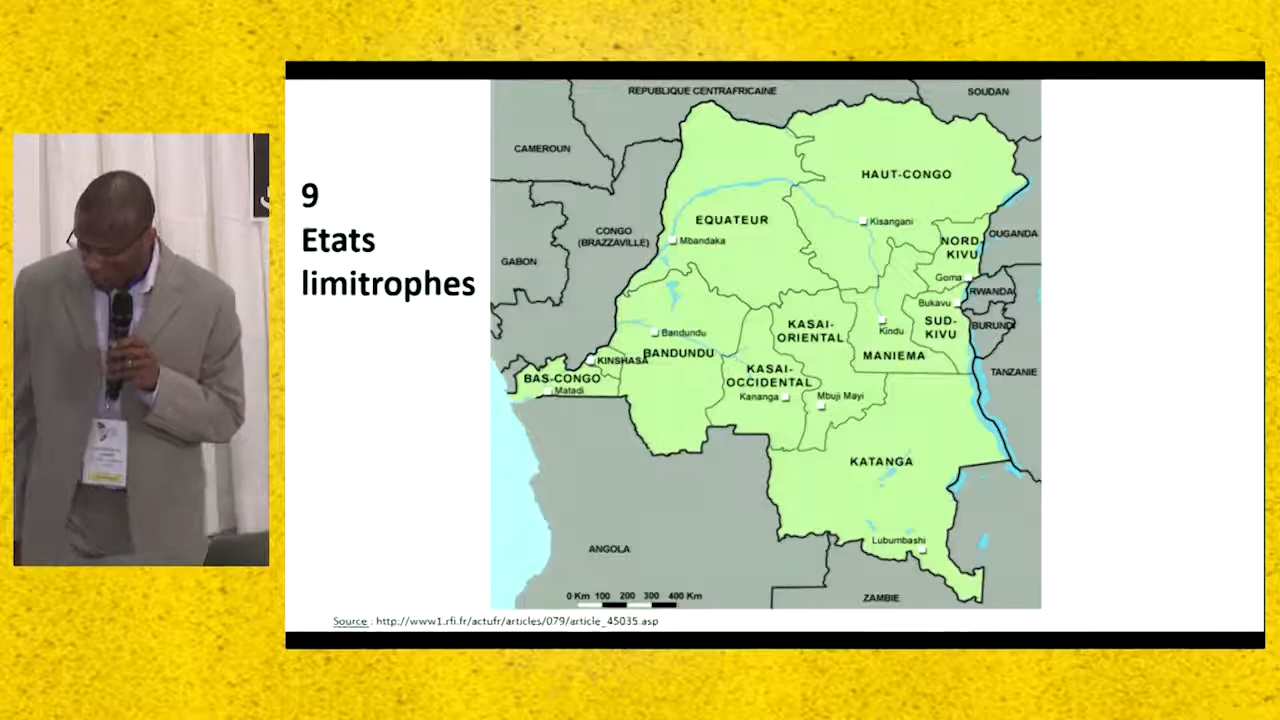 9
Etats
limitrophes
REPUBLIQUE CENTRAFRICAINE
SOUDAN
CAMEROUN
HAUT-CONGO
EQUATEUR
Kisangani
CONGO
(BRAZZAVILLE)
Mbandaka
NORD-
KIVU
OUGANDA
GABON
Goma
RWANDA
Bukavu
SUD-
KIVU
BURUNDI
KASAI-
ORIENTAL
Kindu
Bandundu
BANDUNDU
MANIEMA
KINSHASA
KASAI-
OCCIDENTAL
TANZANIE
BAS-CONGO
Matadi
Kananga
Mbuji Mayi
KATANGA
Lubumbashi
ANGOLA
ZAMBIE
0 Km 100 200 300 400 Km
Source : http://www1.rfi.fr/actufr/articles/079/article_45035.asp